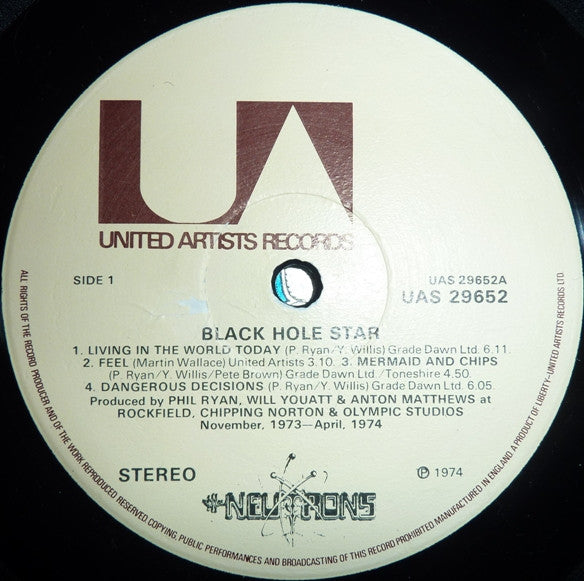 UA
UNITED ARTISTS RECORDS
SIDE 1
UAS 29652A
UAS 29652
BLACK HOLE STAR
1. LIVING IN THE WORLD TODAY (P. Ryan/Y. Willis) Grade Dawn Ltd. 6.11.
2. FEEL (Martin Wallace) United Artists 3.10. 3. MERMAID AND CHIPS
(P. Ryan/Y. Willis/Pete Brown) Grade Dawn Ltd./Toneshire 4.50.
4. DANGEROUS DECISIONS (P. Ryan/Y. Willis) Grade Dawn Ltd. 6.05
Produced by PHIL RYAN, WILL YOUATT & ANTON MATTHEWS at
ROCKFIELD, CHIPPING NORTON & OLYMPIC STUDIOS
November, 1973—April, 1974
STEREO
℗ 1974
NEUTRONS
ALL RIGHTS OF THE RECORD PRODUCER AND OF THE WORK REPRODUCED RESERVED COPYING, PUBLIC PERFORMANCES AND BROADCASTING OF THIS RECORD PROHIBITED MANUFACTURED IN ENGLAND. A PRODUCT OF LIBERTY-UNITED ARTISTS RECORDS LTD.